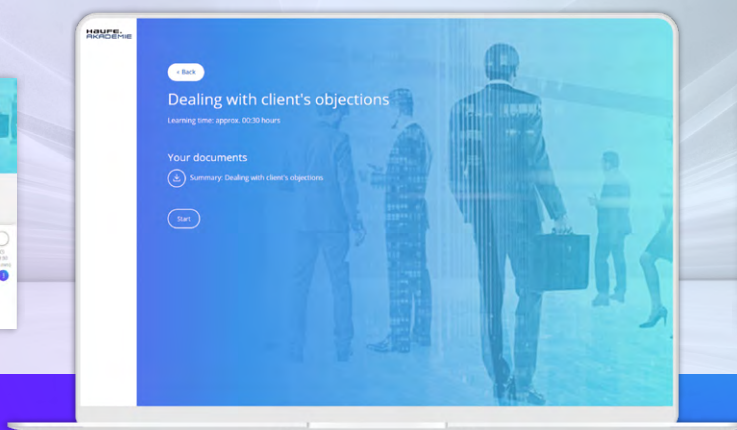 HAUFE.
AKADEMIE
< Back
Dealing with client's objections
Learning time: approx. 00:30 hours
Your documents
Summary: Dealing with client's objections
Start